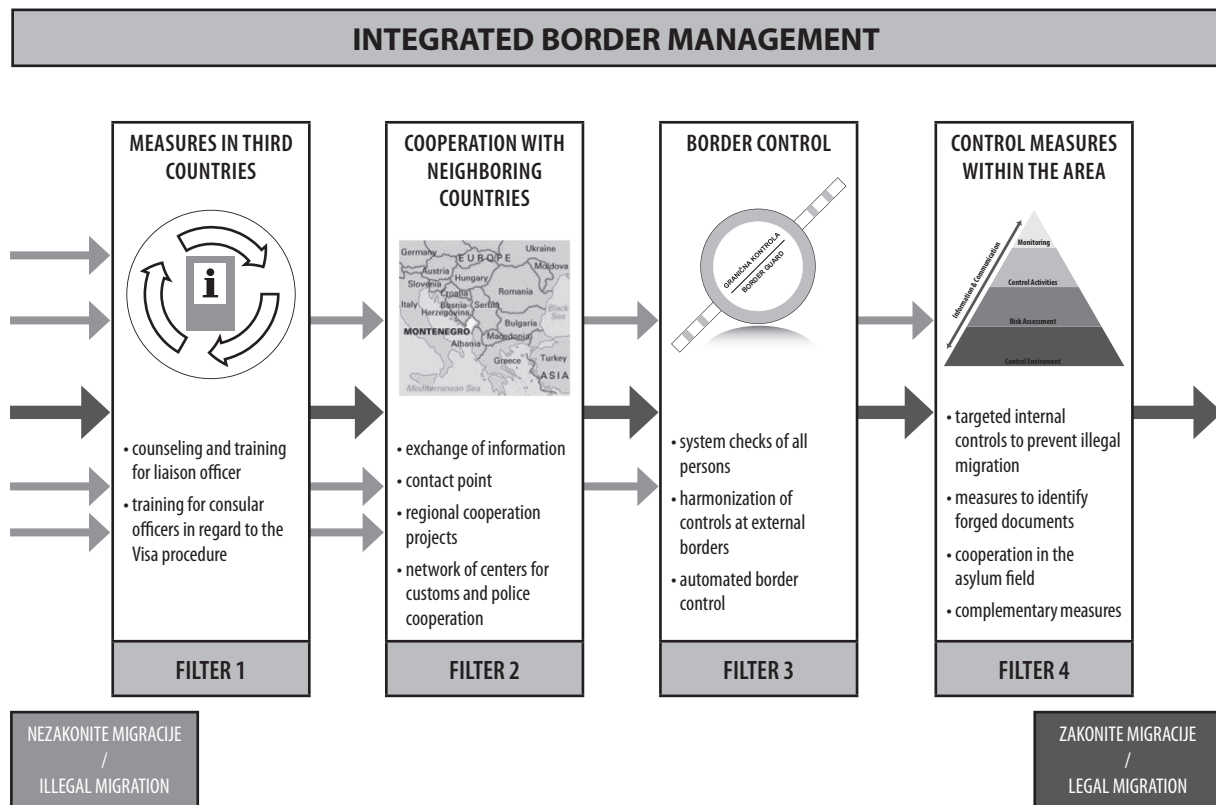 INTEGRATED BORDER MANAGEMENT
MEASURES IN THIRD
COUNTRIES
i
• counseling and training
for liaison officer
• training for consular
officers in regard to the
Visa procedure
FILTER 1
COOPERATION WITH
NEIGHBORING
COUNTRIES
Germany
EUROPE
Ukraine
Austria
Moldova
Slovenia
Hungary
Croatia
Romania
Italy
Bosnia-
Herzegovina
Serbia
Black
Sea
MONTENEGRO
Bulgaria
Albania
Macedonia
Greece
Turkey
ASIA
Mediterranean Sea
• exchange of information
• contact point
• regional cooperation
projects
• network of centers for
customs and police
cooperation
FILTER 2
BORDER CONTROL
GRANIČNA KONTROLA
BORDER GUARD
• system checks of all
persons
• harmonization of
controls at external
borders
• automated border
control
FILTER 3
CONTROL MEASURES
WITHIN THE AREA
Information & Communication
Monitoring
Control Activities
Risk Assessment
Control Enviroment
• targeted internal
controls to prevent illegal
migration
• measures to identify
forged documents
• cooperation in the
asylum field
• complementary measures
FILTER 4
NEZAKONITE MIGRACIJE
/
ILLEGAL MIGRATION
ZAKONITE MIGRACIJE
/
LEGAL MIGRATION